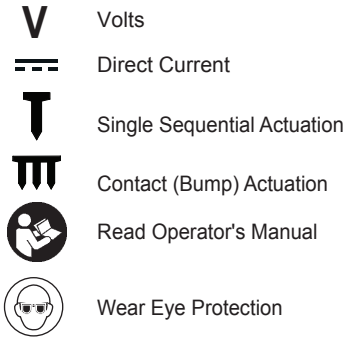 V Volts
Direct Current
Single Sequential Actuation
Contact (Bump) Actuation
Read Operator's Manual
Wear Eye Protection